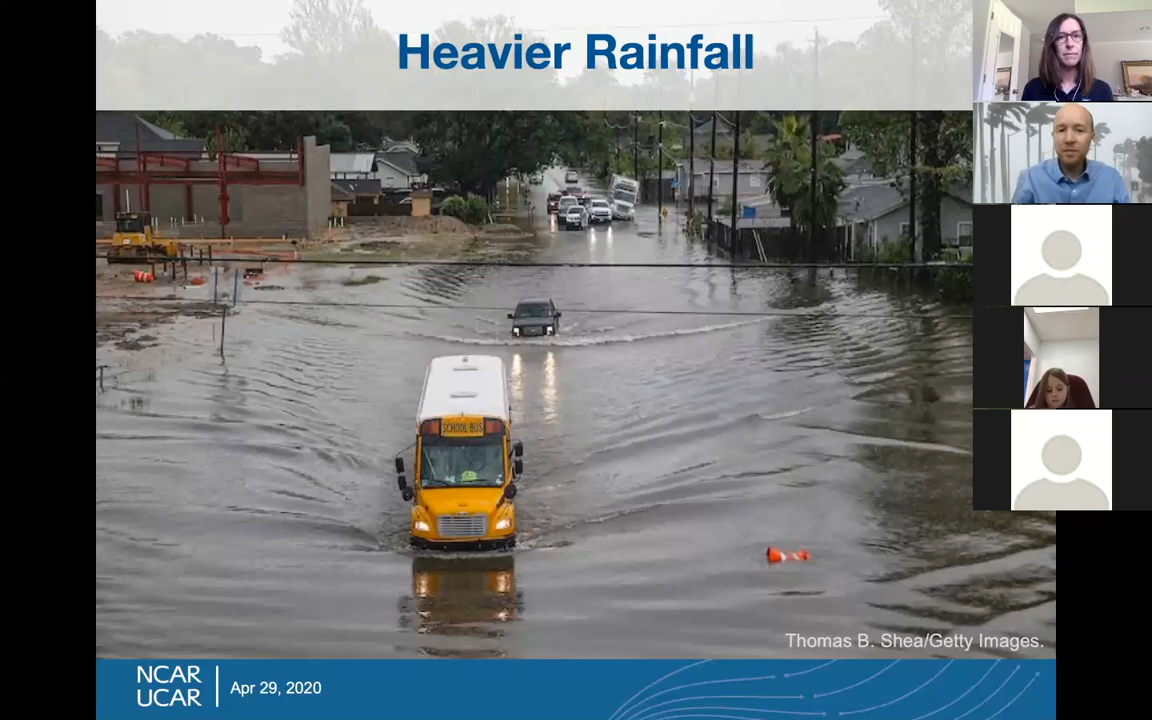 Heavier Rainfall
SCHOOL BUS
Thomas B. Shea/Getty Images.
NCAR
UCAR
Apr 29, 2020